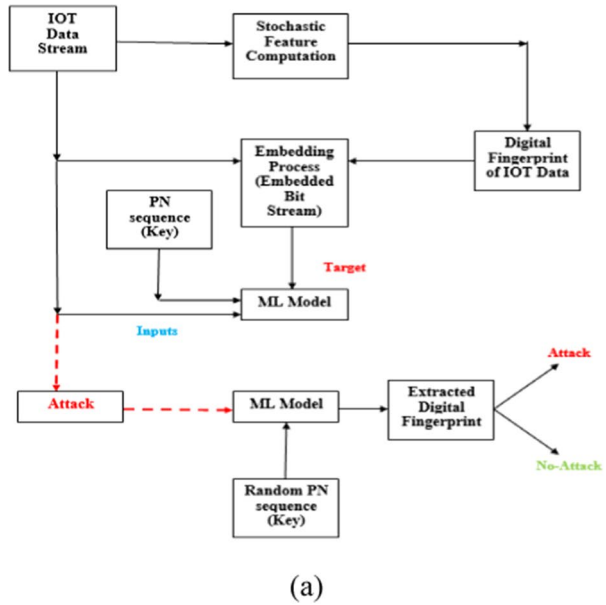 IOT
Data
Stream
Stochastic
Feature
Computation
Embedding
Process
(Embedded
Bit
Stream)
Digital
Fingerprint
of IOT Data
PN
sequence
(Key)
Target
ML Model
Inputs
Attack
Attack
ML Model
Extracted
Digital
Fingerprint
No-Attack
Random PN
sequence
(Key)
(a)